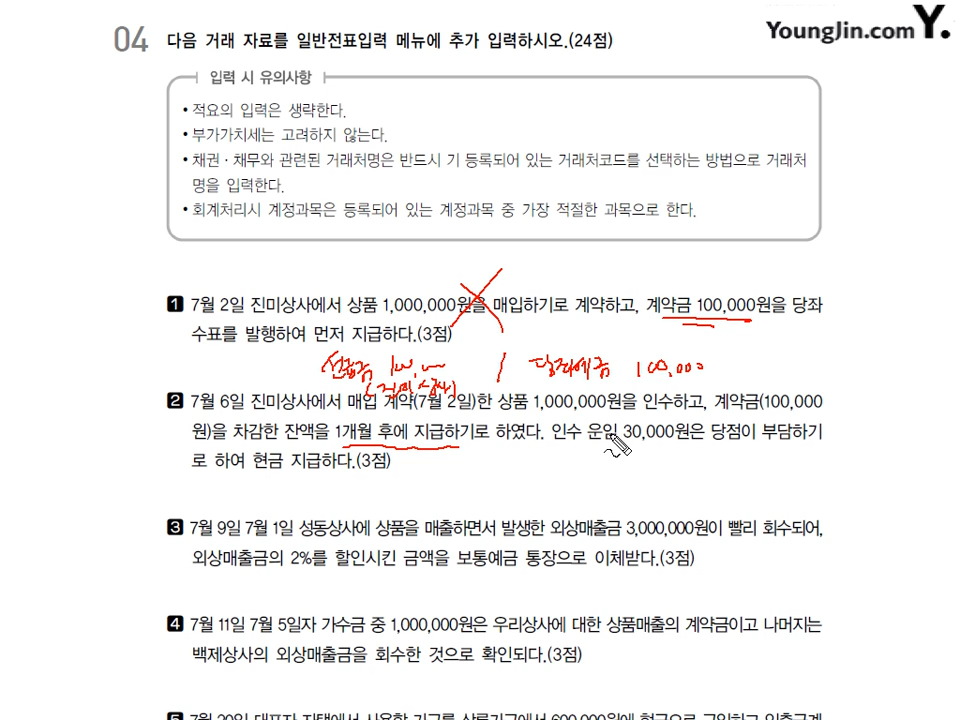 YoungJin.com Y.
04 다음 거래 자료를 일반전표입력 메뉴에 추가 입력하시오.(24점)
입력 시 유의사항
• 적요의 입력은 생략한다.
• 부가가치세는 고려하지 않는다.
• 채권·채무와 관련된 거래처명은 반드시 기 등록되어 있는 거래처코드를 선택하는 방법으로 거래처
명을 입력한다.
• 회계처리시 계정과목은 등록되어 있는 계정과목 중 가장 적절한 과목으로 한다.
1 7월 2일 진미상사에서 상품 1,000,000원을 매입하기로 계약하고, 계약금 100,000원을 당좌
수표를 발행하여 먼저 지급하다.(3점)
선급금 / 당좌예금 100,000
(진미상사)
2 7월 6일 진미상사에서 매입 계약(7월 2일)한 상품 1,000,000원을 인수하고, 계약금(100,000
원)을 차감한 잔액을 1개월 후에 지급하기로 하였다. 인수 운임 30,000원은 당점이 부담하기
로 하여 현금 지급하다.(3점)
3 7월 9일 7월 1일 성동상사에 상품을 매출하면서 발생한 외상매출금 3,000,000원이 빨리 회수되어,
외상매출금의 2%를 할인시킨 금액을 보통예금 통장으로 이체받다.(3점)
4 7월 11일 7월 5일자 가수금 중 1,000,000원은 우리상사에 대한 상품매출의 계약금이고 나머지는
백제상사의 외상매출금을 회수한 것으로 확인되다.(3점)